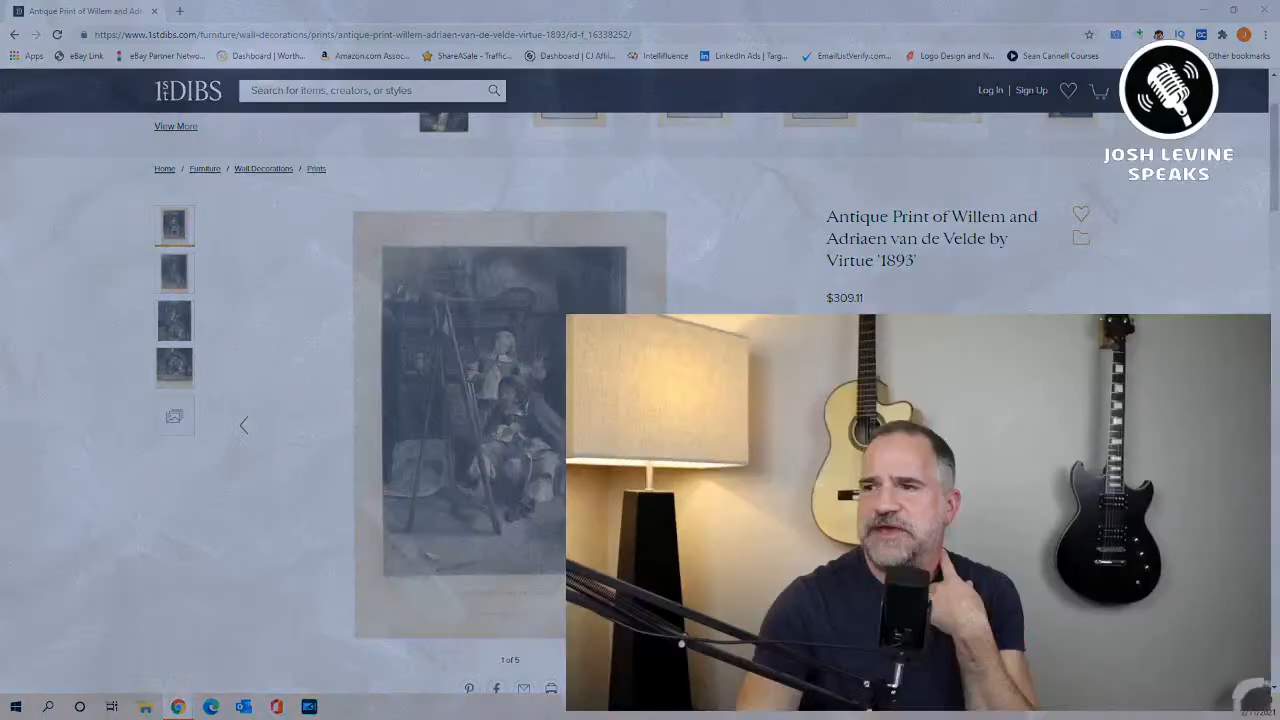 Antique Print of Willem and Adri
https://www.1stdibs.com/furniture/wall-decorations/prints/antique-print-willem-adriaen-van-de-velde-virtue-1893/id-f_16338252/
Apps
eBay Link
eBay Partner Netwo...
Dashboard | Worth...
Amazon.com Assoc...
ShareASale - Traffic...
Dashboard | CJ Affili...
Intellifluence
LinkedIn Ads | Targ...
EmailListVerify.com...
Logo Design and N...
Sean Cannell Courses
Other bookmarks
1stDIBS
Search for items, creators, or styles
Log In | Sign Up
JOSH LEVINE
SPEAKS
View More
Home / Furniture / Wall Decorations / Prints
Antique Print of Willem and
Adriaen van de Velde by
Virtue '1893'
$309.11
1 of 5
2/11/2021